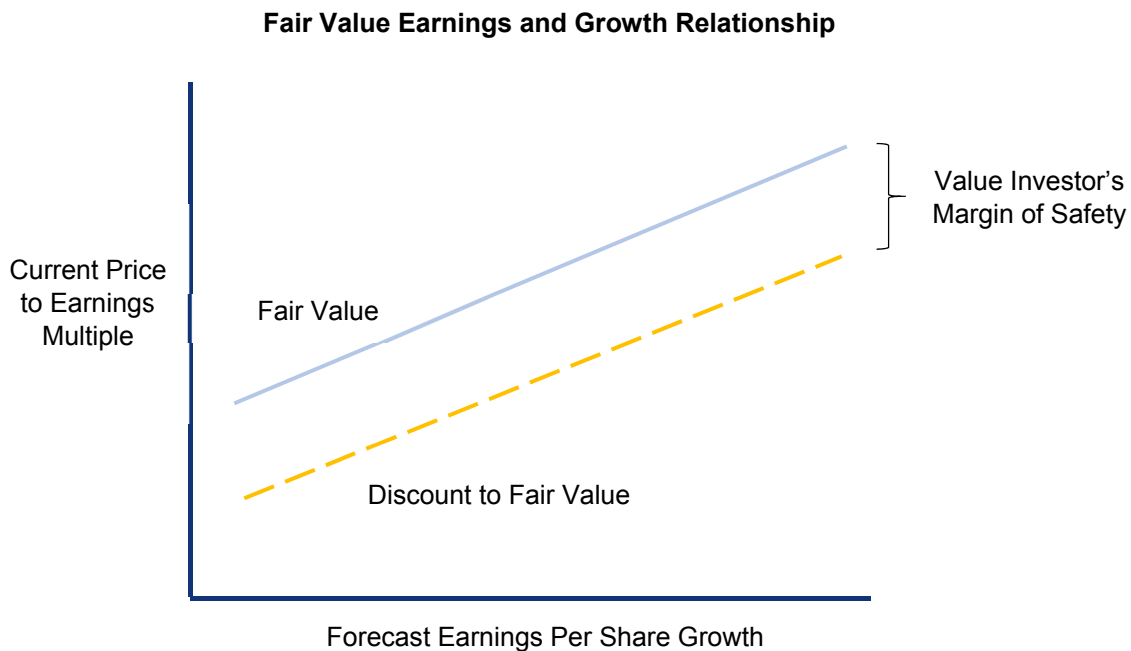 Fair Value Earnings and Growth Relationship
Value Investor’s
Margin of Safety
Current Price
to Earnings
Multiple
Fair Value
Discount to Fair Value
Forecast Earnings Per Share Growth